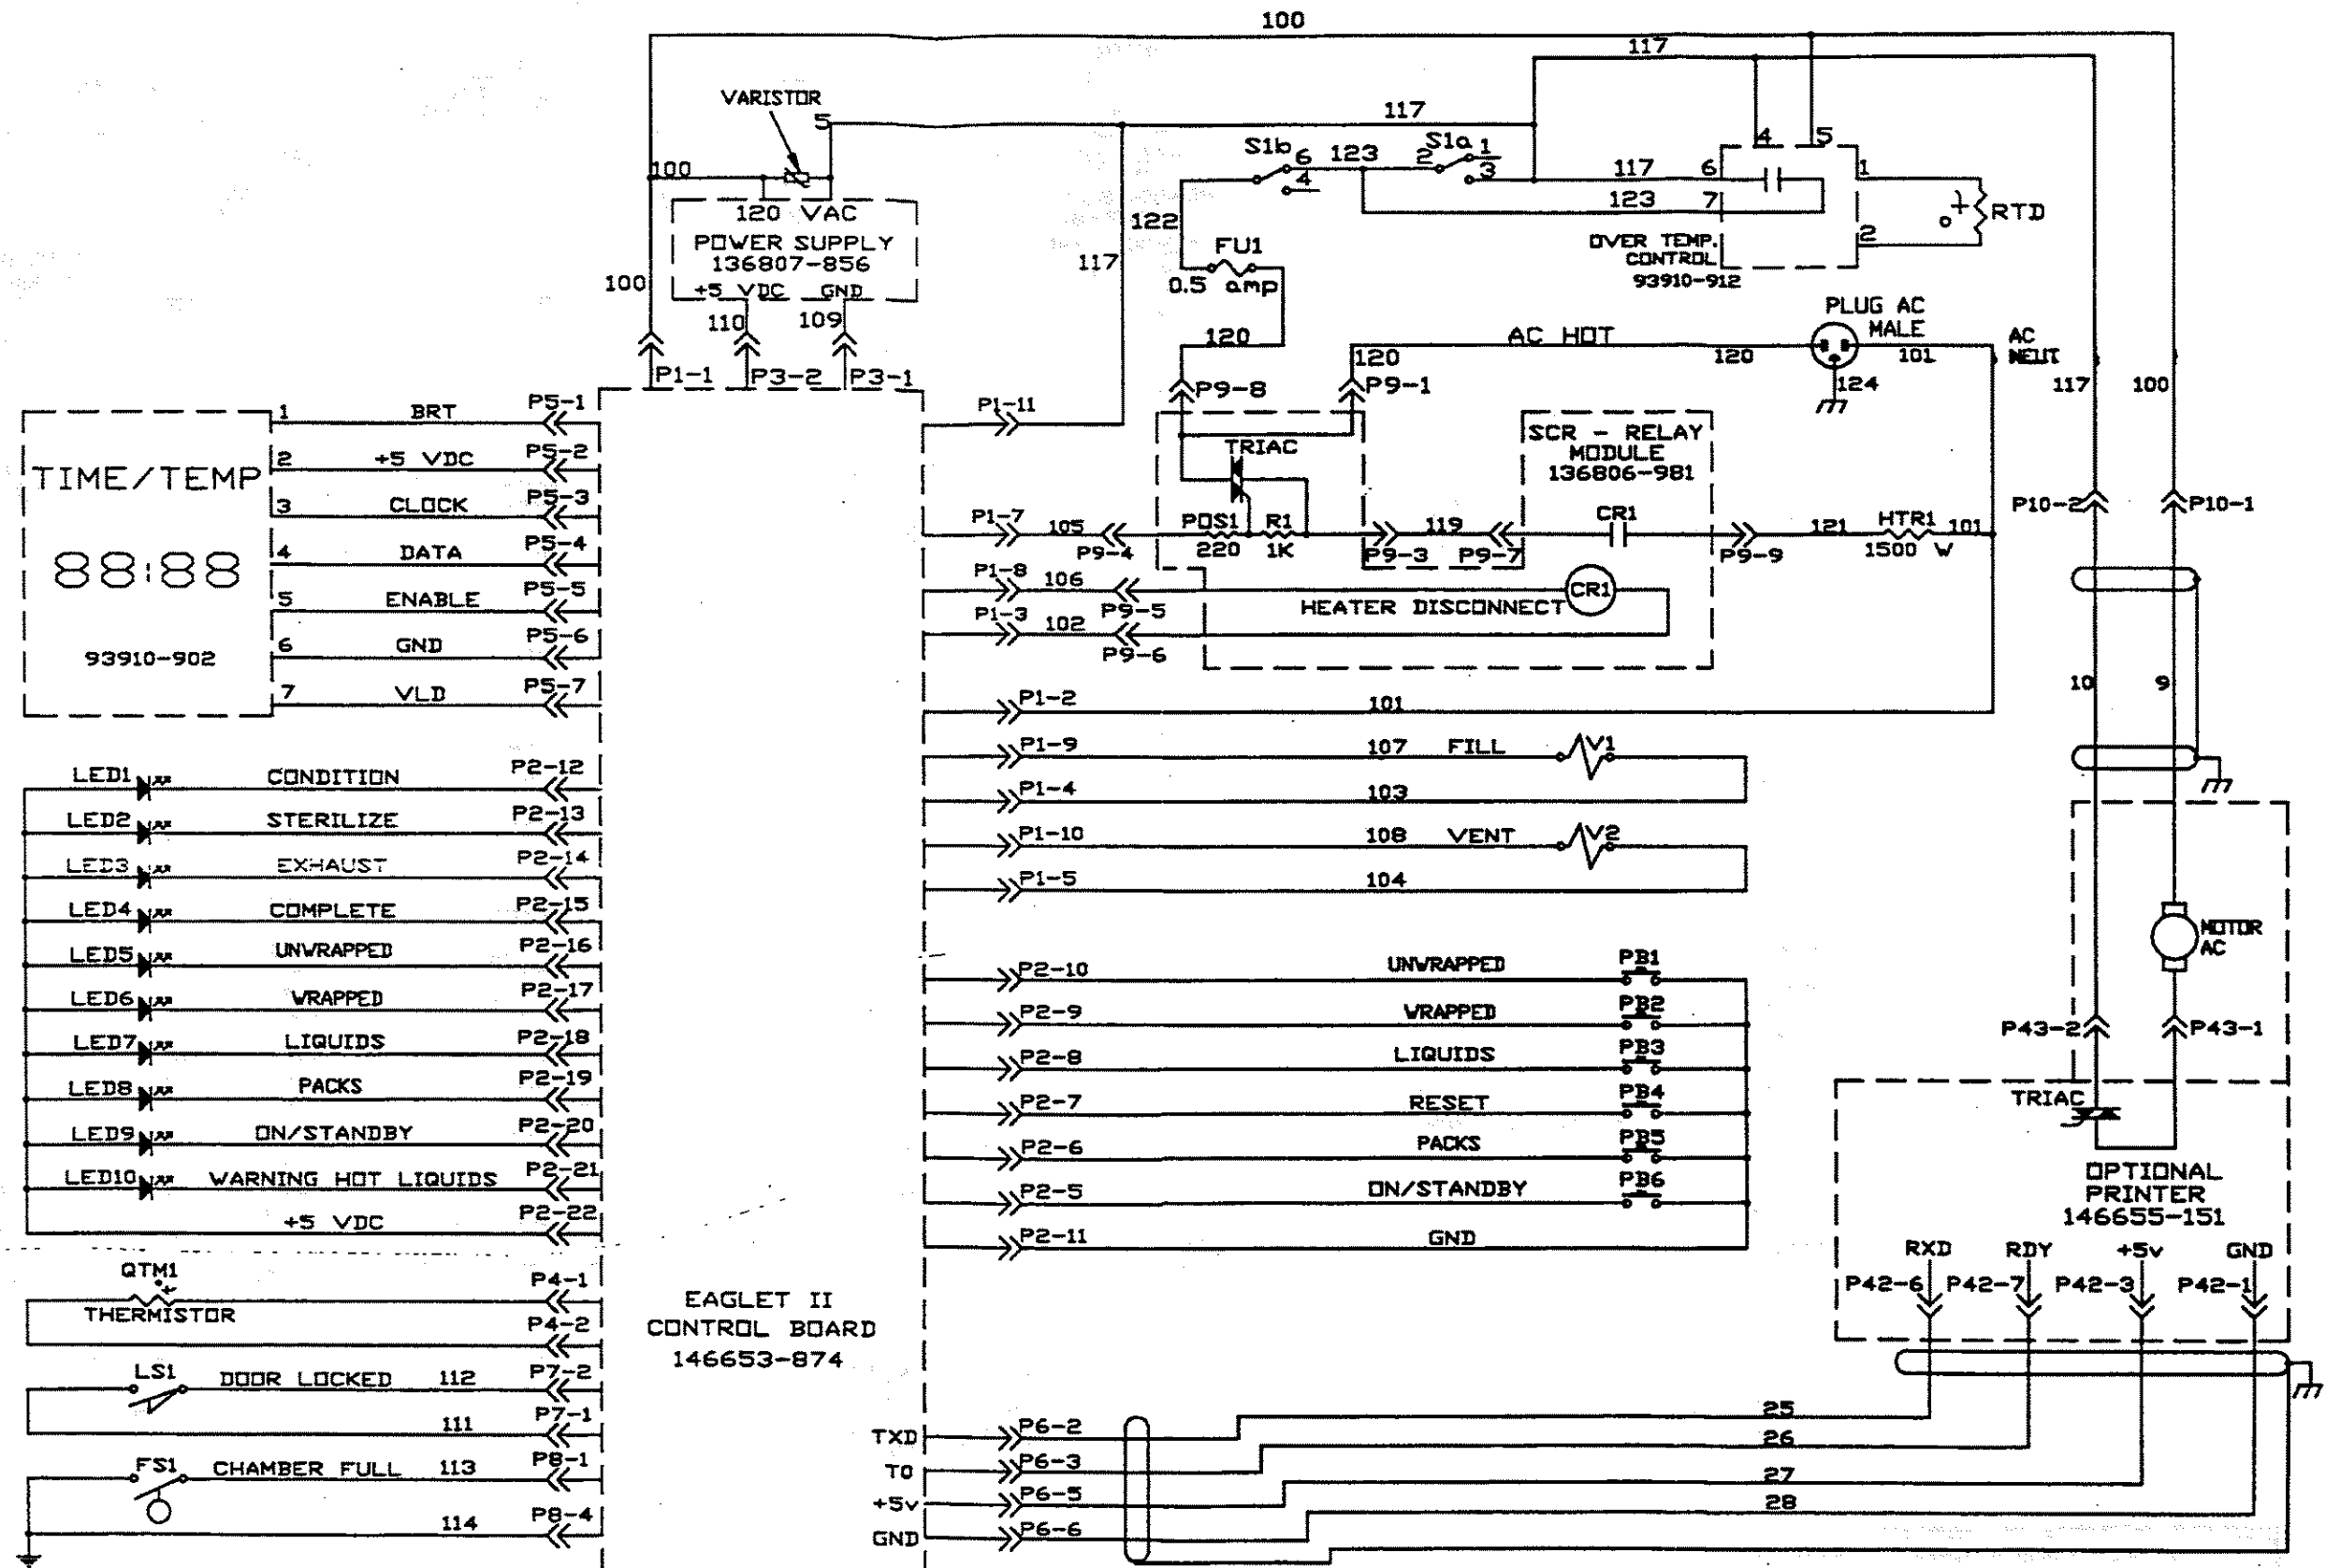 100
117
VARISTOR
5
117
100
120 VAC
POWER SUPPLY
136807-856
+5 VDC GND
100
110
109
P1-1
P3-2
P3-1
117
S1b
6
4
123
S1a
2
1
3
122
FU1
0.5 amp
120
117
123
4
5
6
7
1
2
RTD
OVER TEMP.
CONTROL
93910-912
PLUG AC
MALE
AC HOT
120
120
101
124
AC
NEUT
117
100
P9-8
P9-1
P1-11
TRIAC
SCR - RELAY
MODULE
136806-981
P1-7
105
P9-4
POS1
220
R1
1K
P9-3
119
P9-7
CR1
P9-9
121
HTR1
1500 W
101
P10-2
P10-1
P1-8
106
P9-5
CR1
HEATER DISCONNECT
P1-3
102
P9-6
10
9
TIME/TEMP
88:88
93910-902
1 BRT P5-1
2 +5 VDC P5-2
3 CLOCK P5-3
4 DATA P5-4
5 ENABLE P5-5
6 GND P5-6
7 VLD P5-7
P1-2 101
P1-9 107 FILL V1
P1-4 103
P1-10 108 VENT V2
P1-5 104
LED1 CONDITION P2-12
LED2 STERILIZE P2-13
LED3 EXHAUST P2-14
LED4 COMPLETE P2-15
LED5 UNWRAPPED P2-16
LED6 WRAPPED P2-17
LED7 LIQUIDS P2-18
LED8 PACKS P2-19
LED9 ON/STANDBY P2-20
LED10 WARNING HOT LIQUIDS P2-21
+5 VDC P2-22
P2-10 UNWRAPPED PB1
P2-9 WRAPPED PB2
P2-8 LIQUIDS PB3
P2-7 RESET PB4
P2-6 PACKS PB5
P2-5 ON/STANDBY PB6
P2-11 GND
MOTOR
AC
P43-2
P43-1
TRIAC
OPTIONAL
PRINTER
146655-151
RXD RDY +5v GND
P42-6 P42-7 P42-3 P42-1
QTM1
THERMISTOR
P4-1
P4-2
LS1 DOOR LOCKED 112 P7-2
111 P7-1
FS1 CHAMBER FULL 113 P8-1
114 P8-4
EAGLET II
CONTROL BOARD
146653-874
TXD P6-2 25
T0 P6-3 26
+5v P6-5 27
GND P6-6 28